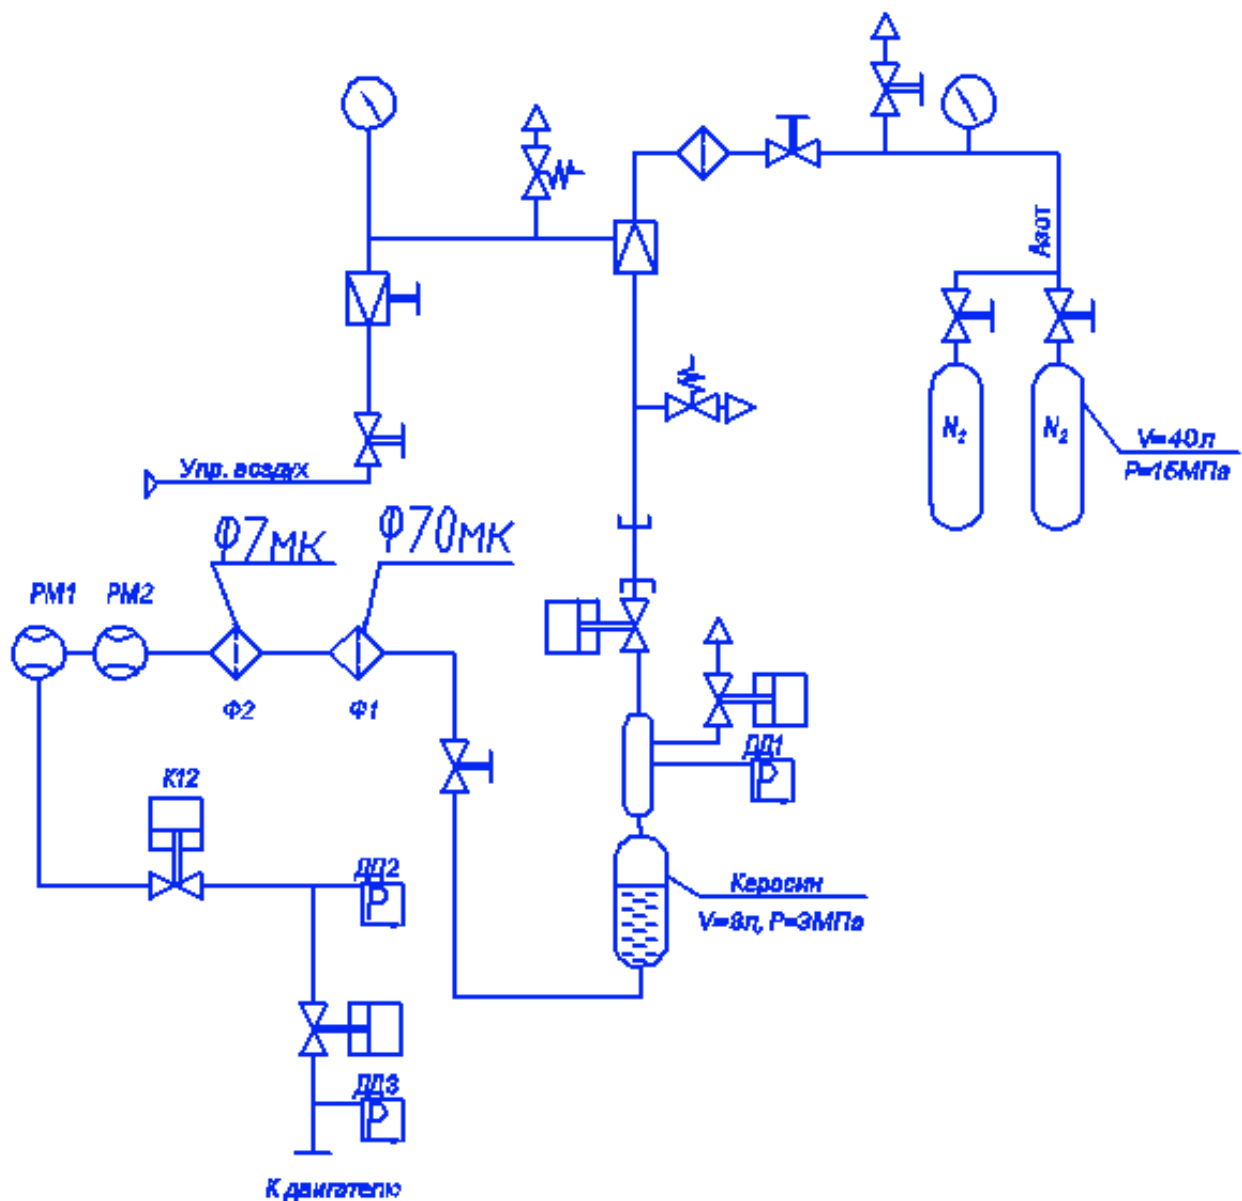 Азот
N₂
N₂
V=40л
P=15МПа
Упр. воздух
Ф7мк
Ф70мк
РМ1
РМ2
Ф2
Ф1
К12
ДД1
ДД2
Керосин
V=8л, P=3МПа
ДД3
К двигателю